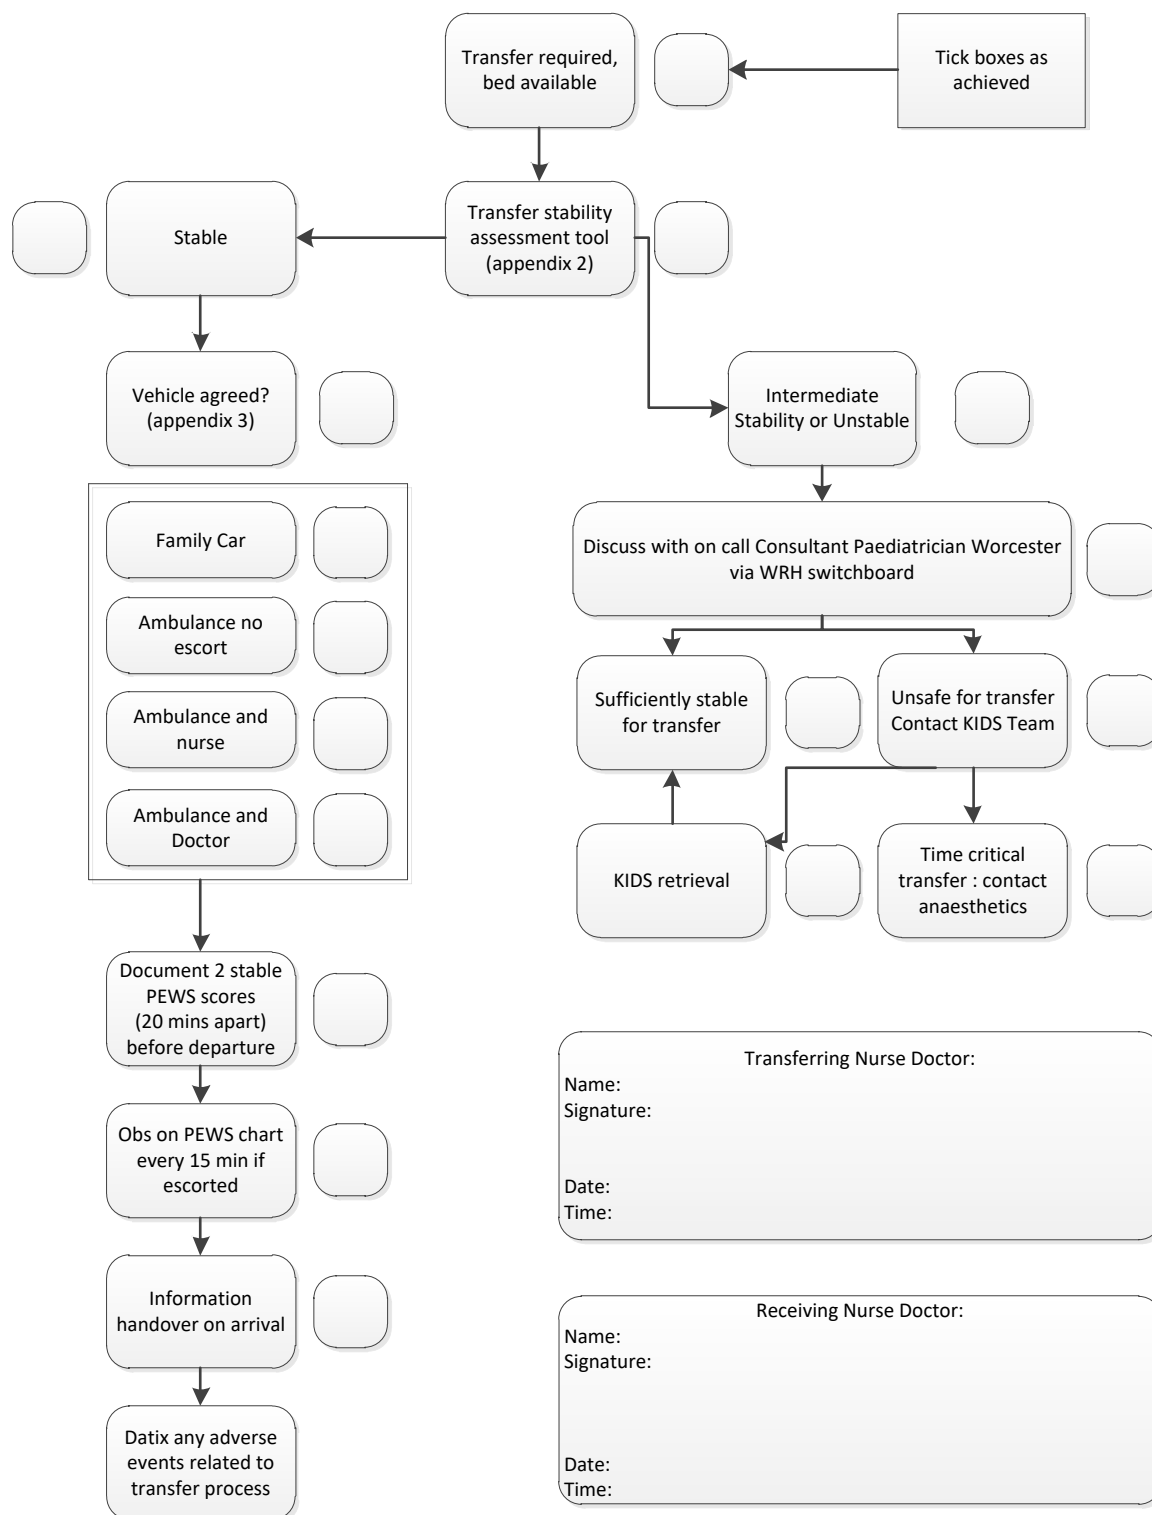 Transfer required,
bed available
Tick boxes as
achieved
Transfer stability
assessment tool
(appendix 2)
Stable
Vehicle agreed?
(appendix 3)
Intermediate
Stability or Unstable
Family Car
Ambulance no
escort
Ambulance and
nurse
Ambulance and
Doctor
Discuss with on call Consultant Paediatrician Worcester
via WRH switchboard
Sufficiently stable
for transfer
Unsafe for transfer
Contact KIDS Team
KIDS retrieval
Time critical
transfer : contact
anaesthetics
Document 2 stable
PEWS scores
(20 mins apart)
before departure
Obs on PEWS chart
every 15 min if
escorted
Information
handover on arrival
Datix any adverse
events related to
transfer process
Transferring Nurse Doctor:
Name:
Signature:
Date:
Time:
Receiving Nurse Doctor:
Name:
Signature:
Date:
Time: